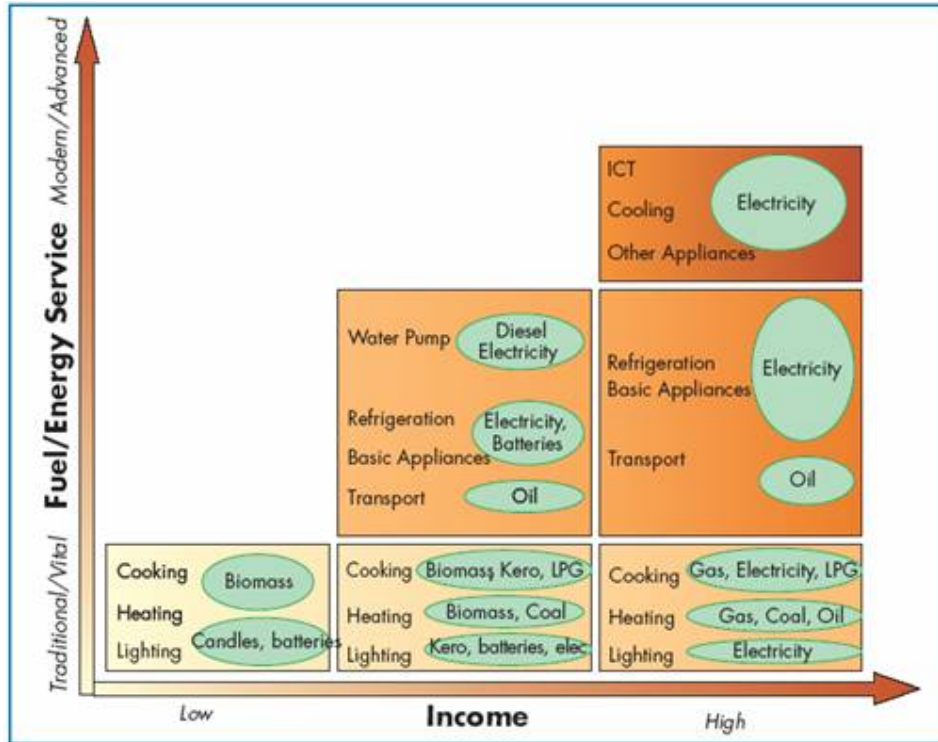 Fuel/Energy Service
Traditional/Vital
Modern/Advanced
ICT
Cooling
Other Appliances
Electricity
Water Pump
Diesel
Electricity
Refrigeration
Basic Appliances
Electricity,
Batteries
Transport
Oil
Refrigeration
Basic Appliances
Electricity
Transport
Oil
Cooking
Heating
Biomass
Lighting
Candles, batteries
Cooking
Biomass, Kero, LPG
Heating
Biomass, Coal
Lighting
Kero, batteries, elec
Cooking
Gas, Electricity, LPG
Heating
Gas, Coal, Oil
Lighting
Electricity
Low
Income
High